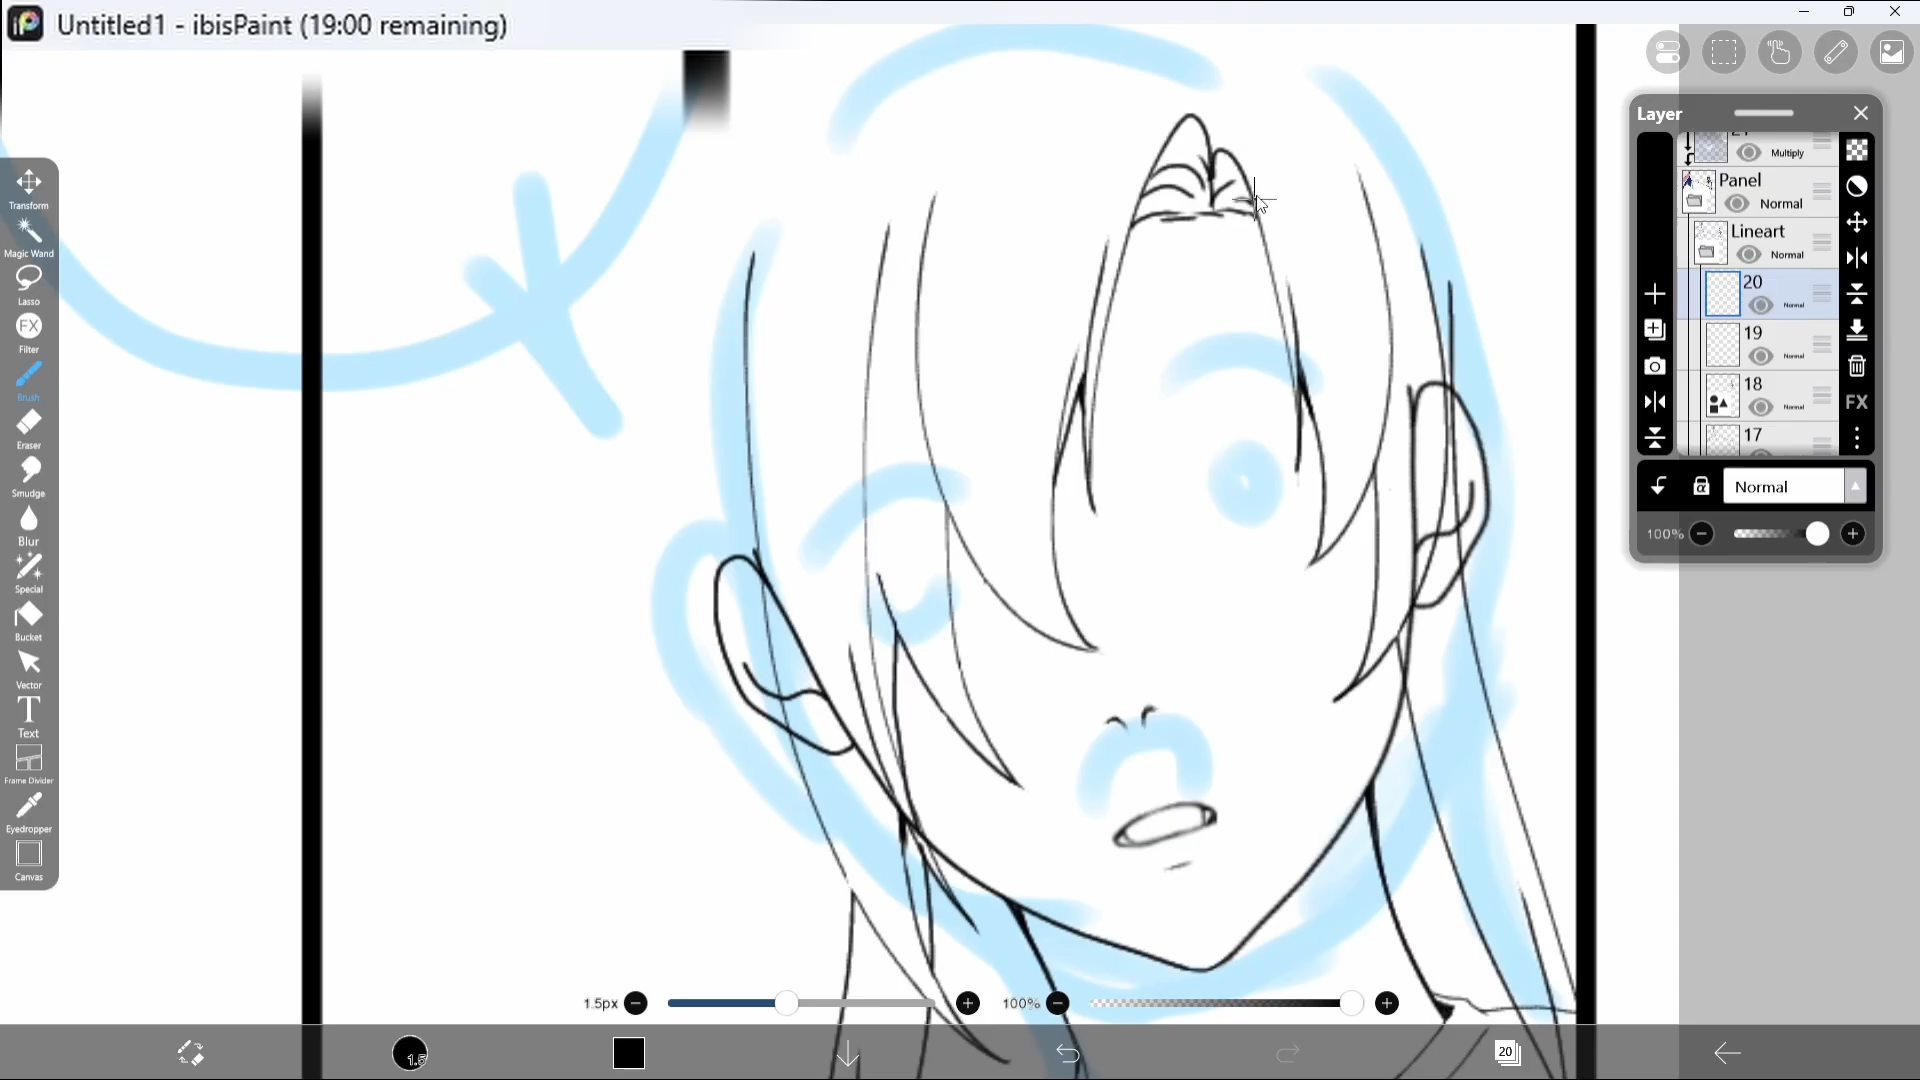 iP Untitled1 - ibisPaint (19:00 remaining)
Transform
Magic Wand
Lasso
FX
Filter
Brush
Eraser
Smudge
Blur
Special
Bucket
Vector
T
Text
Frame Divider
Eyedropper
Canvas
Layer
Multiply
Panel
Normal
Lineart
Normal
20
Normal
19
Normal
18
Normal
FX
17
Normal
100%
1.5px
100%
1.5
20